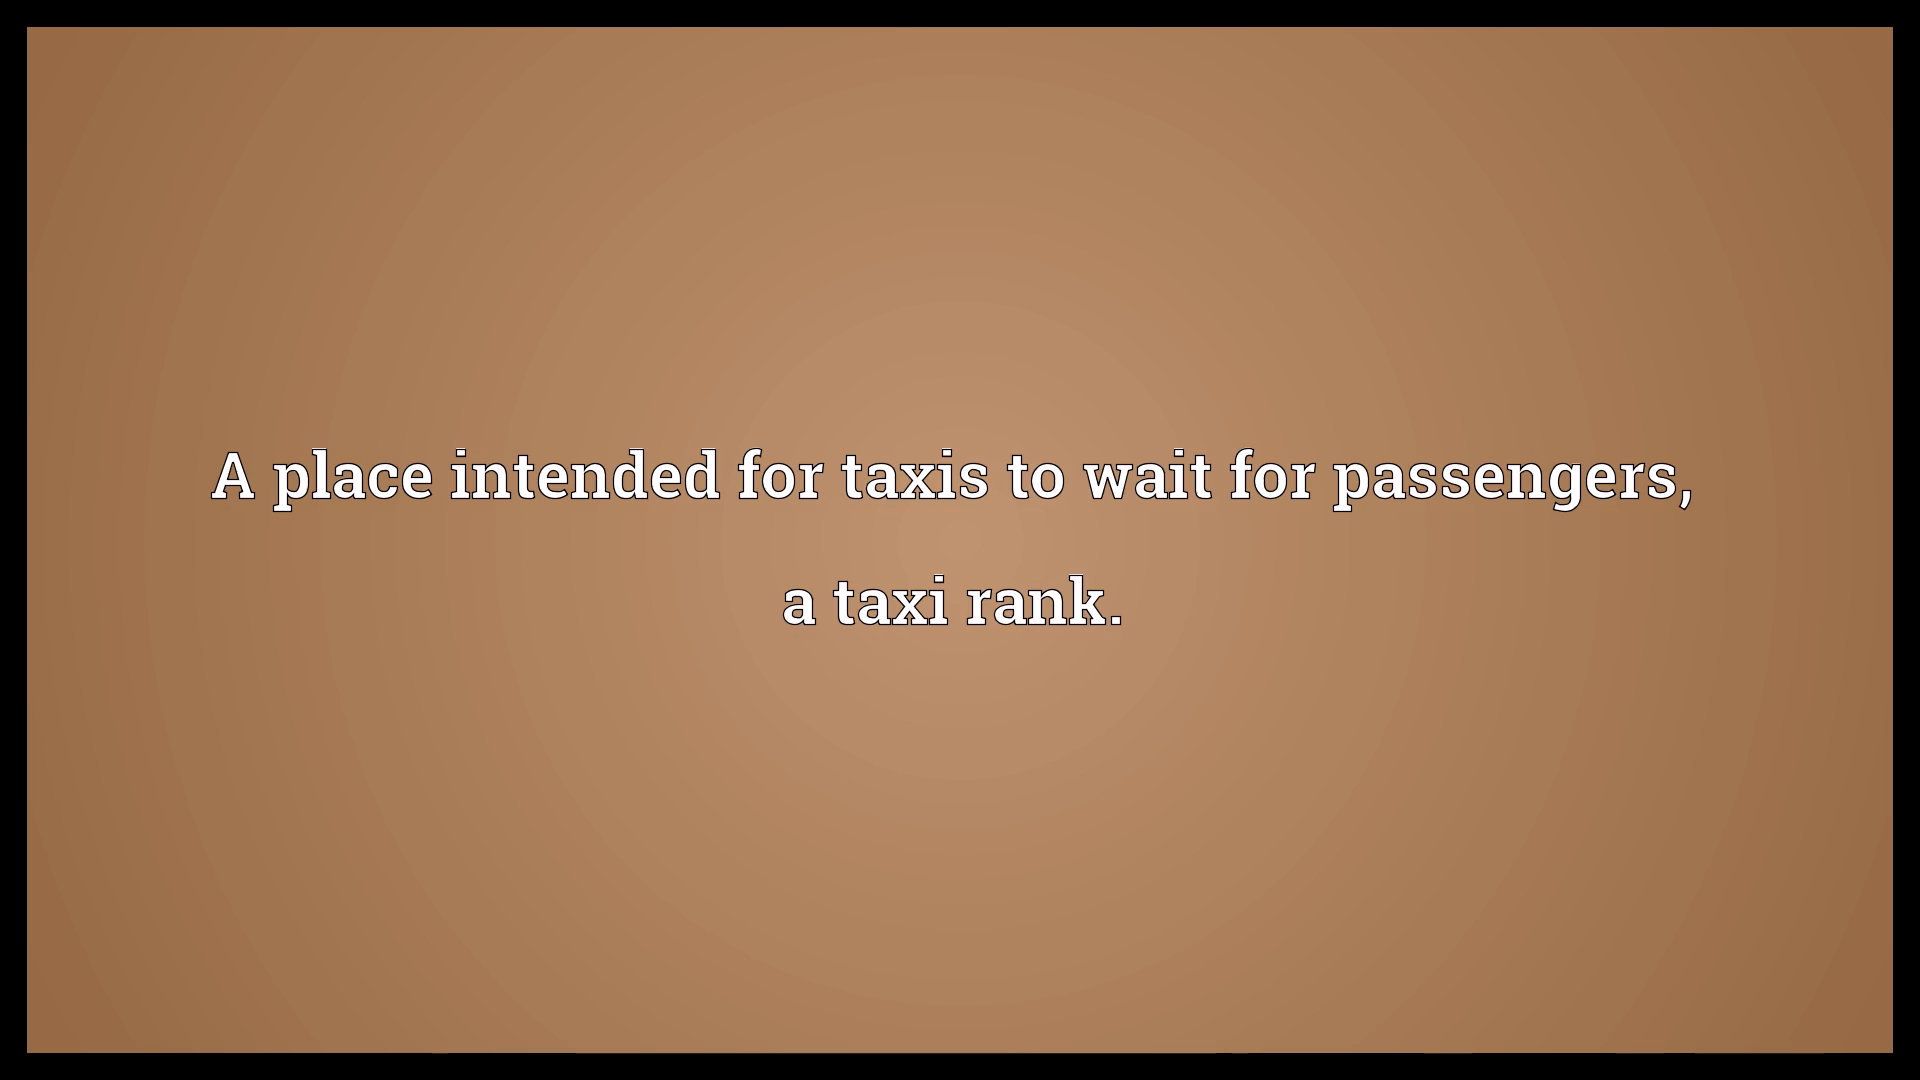 A place intended for taxis to wait for passengers,
a taxi rank.